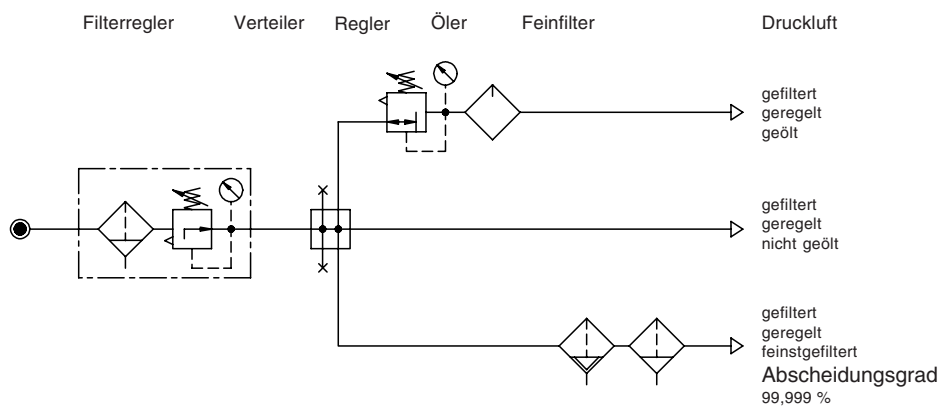 Filterregler
Verteiler
Regler
Öler
Feinfilter
Druckluft
gefiltert
geregelt
geölt
gefiltert
geregelt
nicht geölt
gefiltert
geregelt
feinstgefiltert
Abscheidungsgrad
99,999 %